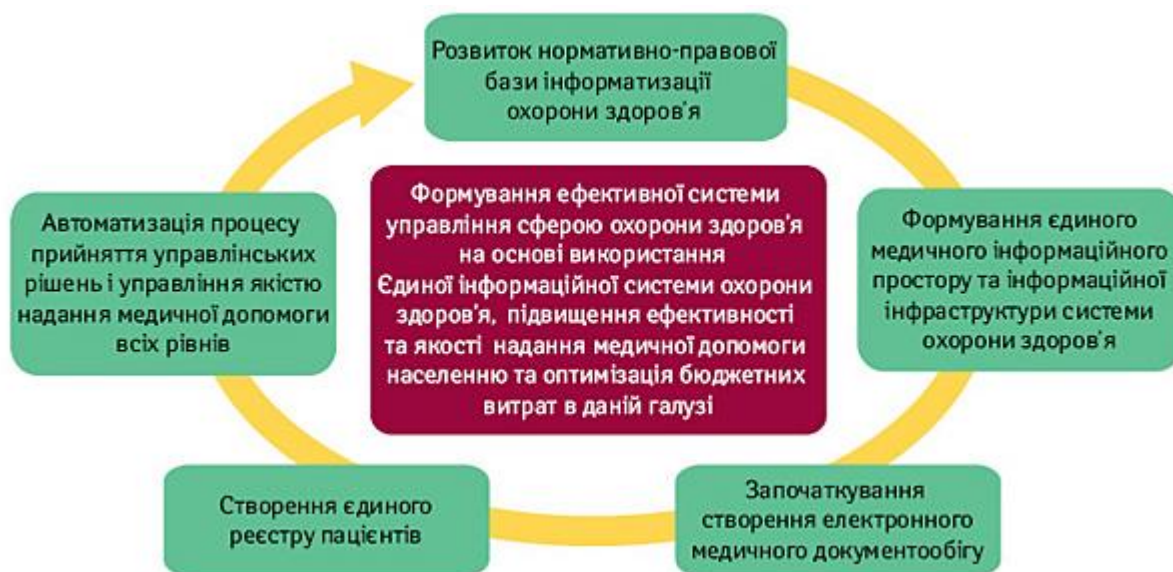 Розвиток нормативно-правової
бази інформатизації
охорони здоров'я
Автоматизація процесу
прийняття управлінських
рішень і управління якістю
надання медичної допомоги
всіх рівнів
Формування ефективної системи
управління сферою охорони здоров'я
на основі використання
Єдиної інформаційної системи охорони
здоров'я, підвищення ефективності
та якості надання медичної допомоги
населенню та оптимізація бюджетних
витрат в даній галузі
Формування єдиного
медичного інформаційного
простору та інформаційної
інфраструктури системи
охорони здоров'я
Створення єдиного
реєстру пацієнтів
Започаткування
створення електронного
медичного документообігу